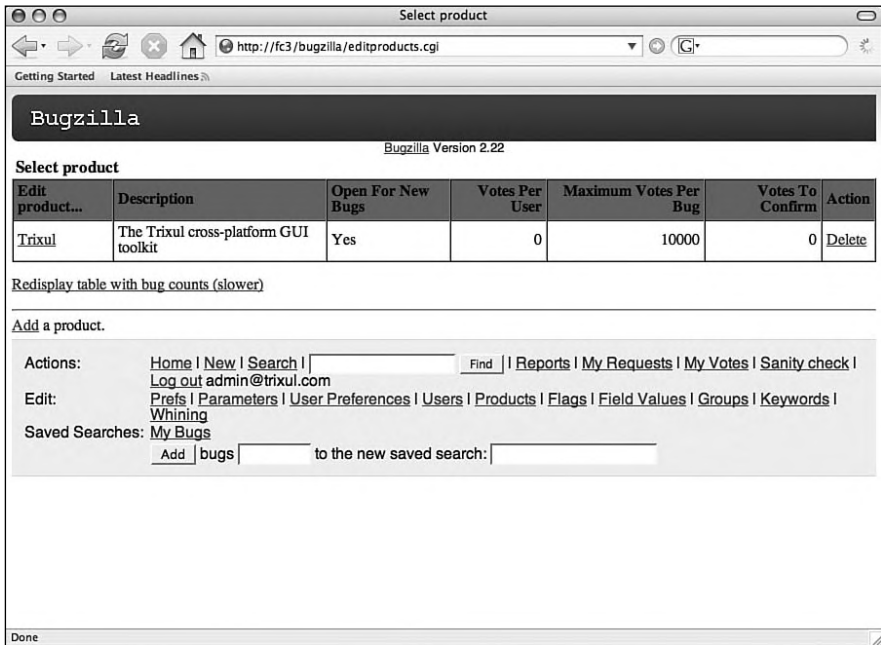 Select product
http://fc3/bugzilla/editproducts.cgi
G
Getting Started Latest Headlines
Bugzilla
Bugzilla Version 2.22
Select product
Edit product... Description Open For New Bugs Votes Per User Maximum Votes Per Bug Votes To Confirm Action
Trixul The Trixul cross-platform GUI toolkit Yes 0 10000 0 Delete
Redisplay table with bug counts (slower)
Add a product.
Actions: Home | New | Search | Find | Reports | My Requests | My Votes | Sanity check |
Log out admin@trixul.com
Edit: Prefs | Parameters | User Preferences | Users | Products | Flags | Field Values | Groups | Keywords |
Whining
Saved Searches: My Bugs
Add bugs to the new saved search:
Done